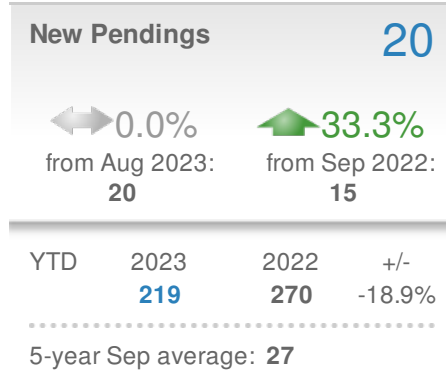 New Pendings 20
0.0% 33.3%
from Aug 2023: from Sep 2022:
20 15
YTD 2023 2022 +/-
219 270 -18.9%
5-year Sep average: 27